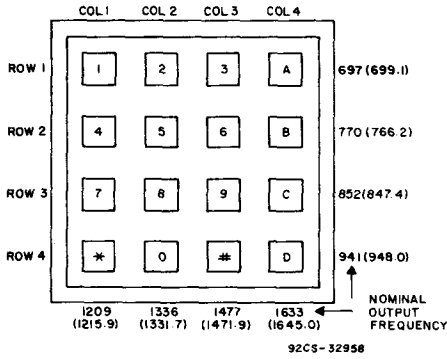 COL 1 COL 2 COL 3 COL 4
ROW 1 1 2 3 A 697 (699.1)
ROW 2 4 5 6 B 770 (766.2)
ROW 3 7 8 9 C 852 (847.4)
ROW 4 * 0 # D 941 (948.0)
1209 1336 1477 1633
(1215.9) (1331.7) (1471.9) (1645.0)
NOMINAL
OUTPUT
FREQUENCY
92CS-32958